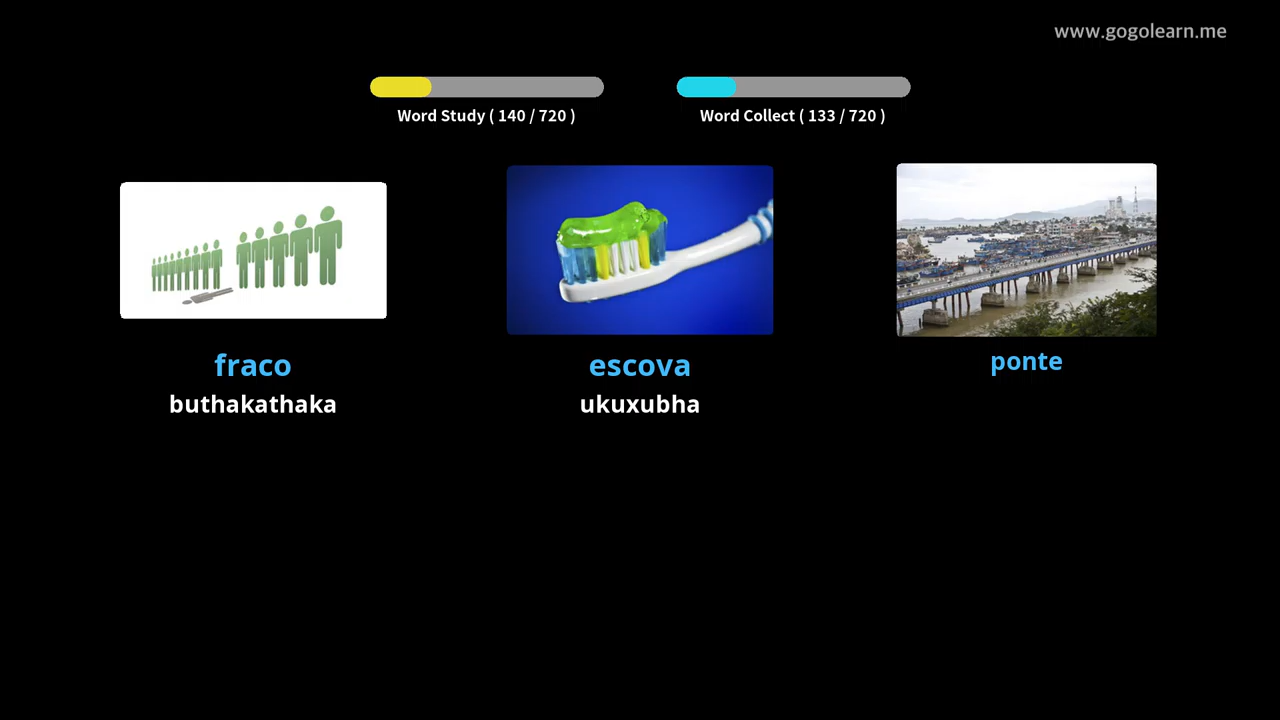 www.gogolearn.me
Word Study ( 140 / 720 )
Word Collect ( 133 / 720 )
fraco
escova
ponte
buthakathaka
ukuxubha